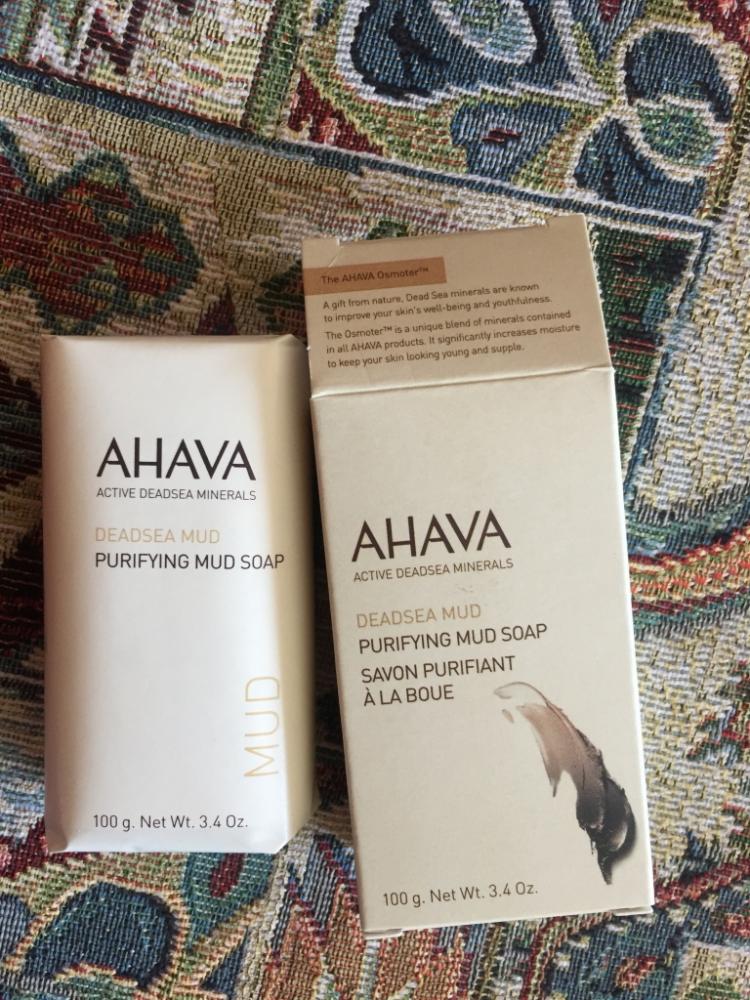 AHAVA
ACTIVE DEADSEA MINERALS
DEADSEA MUD
PURIFYING MUD SOAP
MUD
100 g. Net Wt. 3.4 Oz.
The AHAVA Osmoter™
A gift from nature, Dead Sea minerals are known
to improve your skin's well-being and youthfulness.
The Osmoter™ is a unique blend of minerals contained
in all AHAVA products. It significantly increases moisture
to keep your skin looking young and supple.
AHAVA
ACTIVE DEADSEA MINERALS
DEADSEA MUD
PURIFYING MUD SOAP
SAVON PURIFIANT
À LA BOUE
100 g. Net Wt. 3.4 Oz.